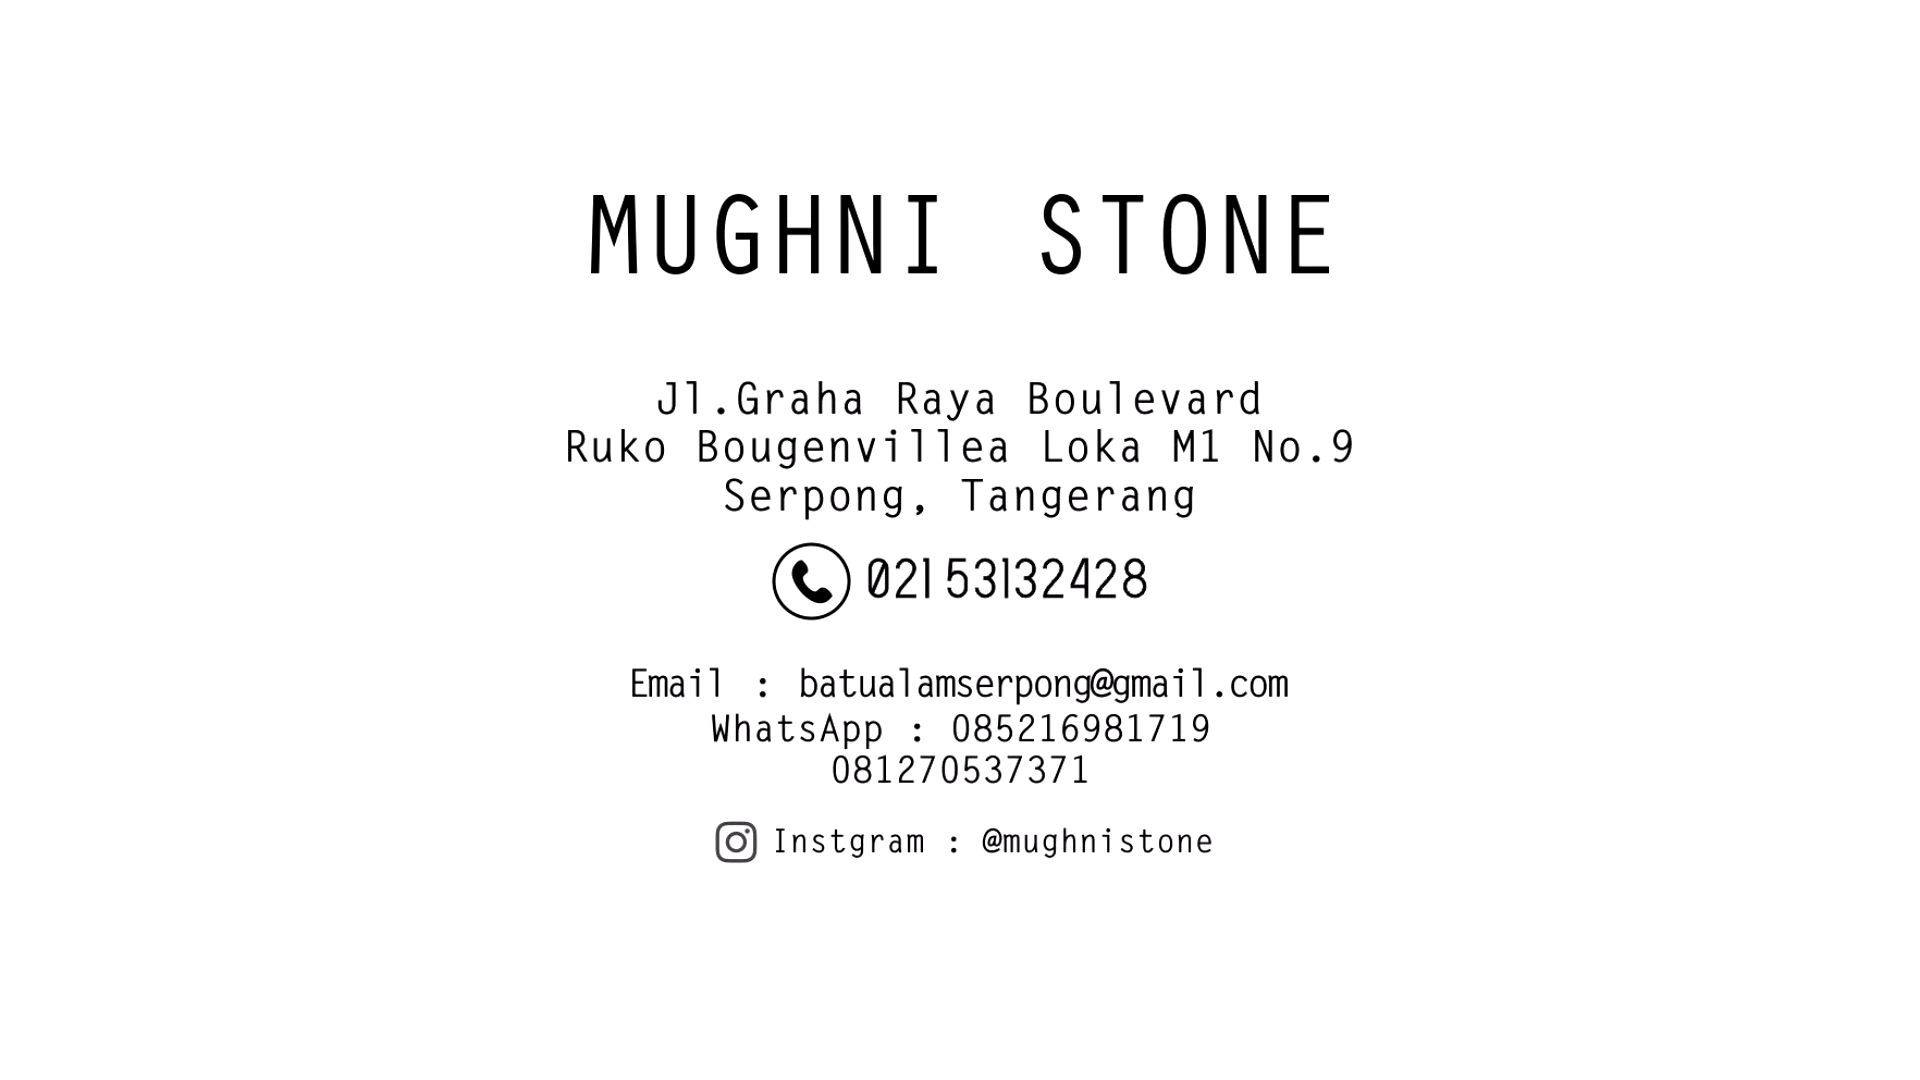 MUGHNI STONE
Jl.Graha Raya Boulevard
Ruko Bougenvillea Loka M1 No.9
Serpong, Tangerang
021 53132428
Email : batualamserpong@gmail.com
WhatsApp : 085216981719
081270537371
Instgram : @mughnistone